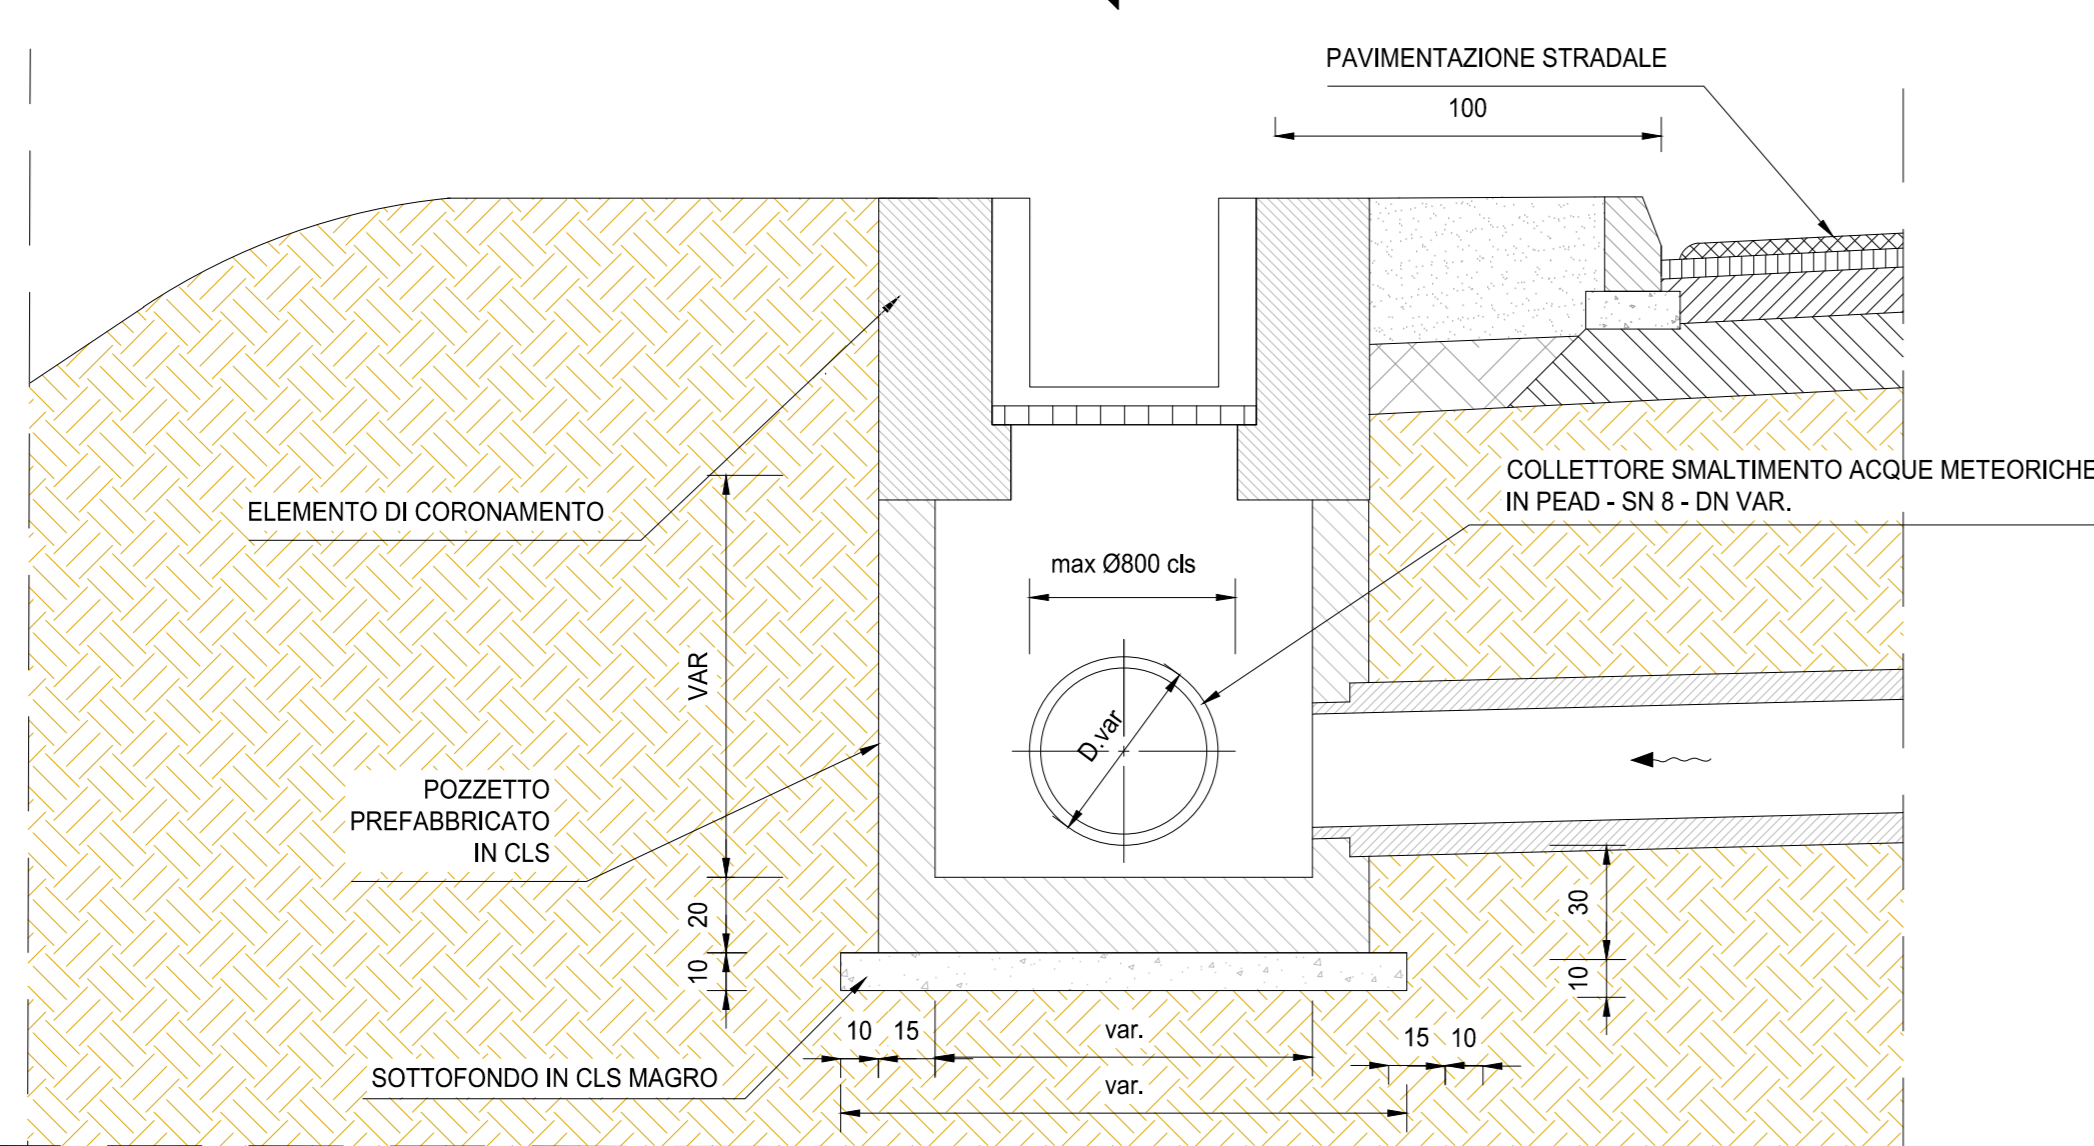 PAVIMENTAZIONE STRADALE
100
COLLETTORE SMALTIMENTO ACQUE METEORICHE
IN PEAD - SN 8 - DN VAR.
ELEMENTO DI CORONAMENTO
max Ø800 cls
VAR
D.var
POZZETTO
PREFABBRICATO
IN CLS
20
10
30
10
10 15
var.
15 10
SOTTOFONDO IN CLS MAGRO
var.